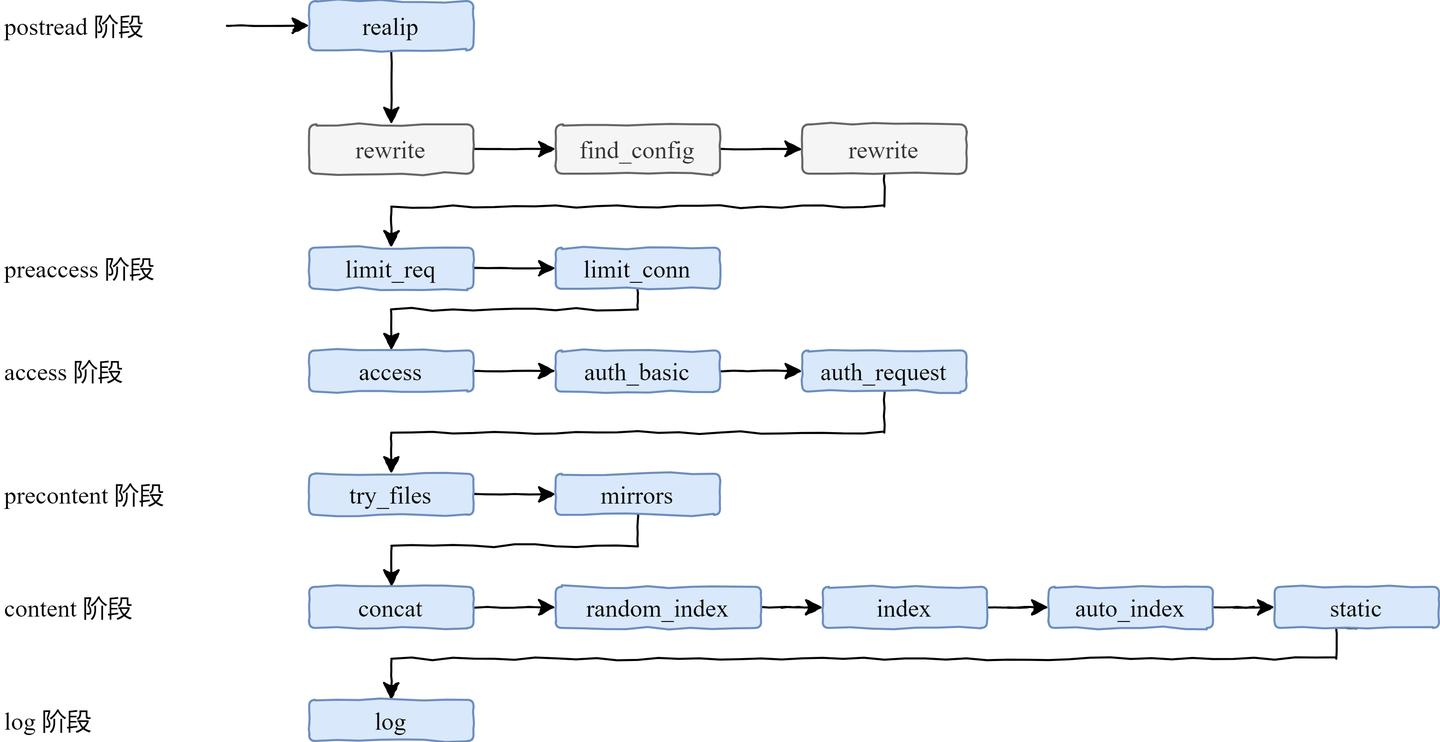 postread 阶段
realip
rewrite
find_config
rewrite
preaccess 阶段
limit_req
limit_conn
access 阶段
access
auth_basic
auth_request
precontent 阶段
try_files
mirrors
content 阶段
concat
random_index
index
auto_index
static
log 阶段
log